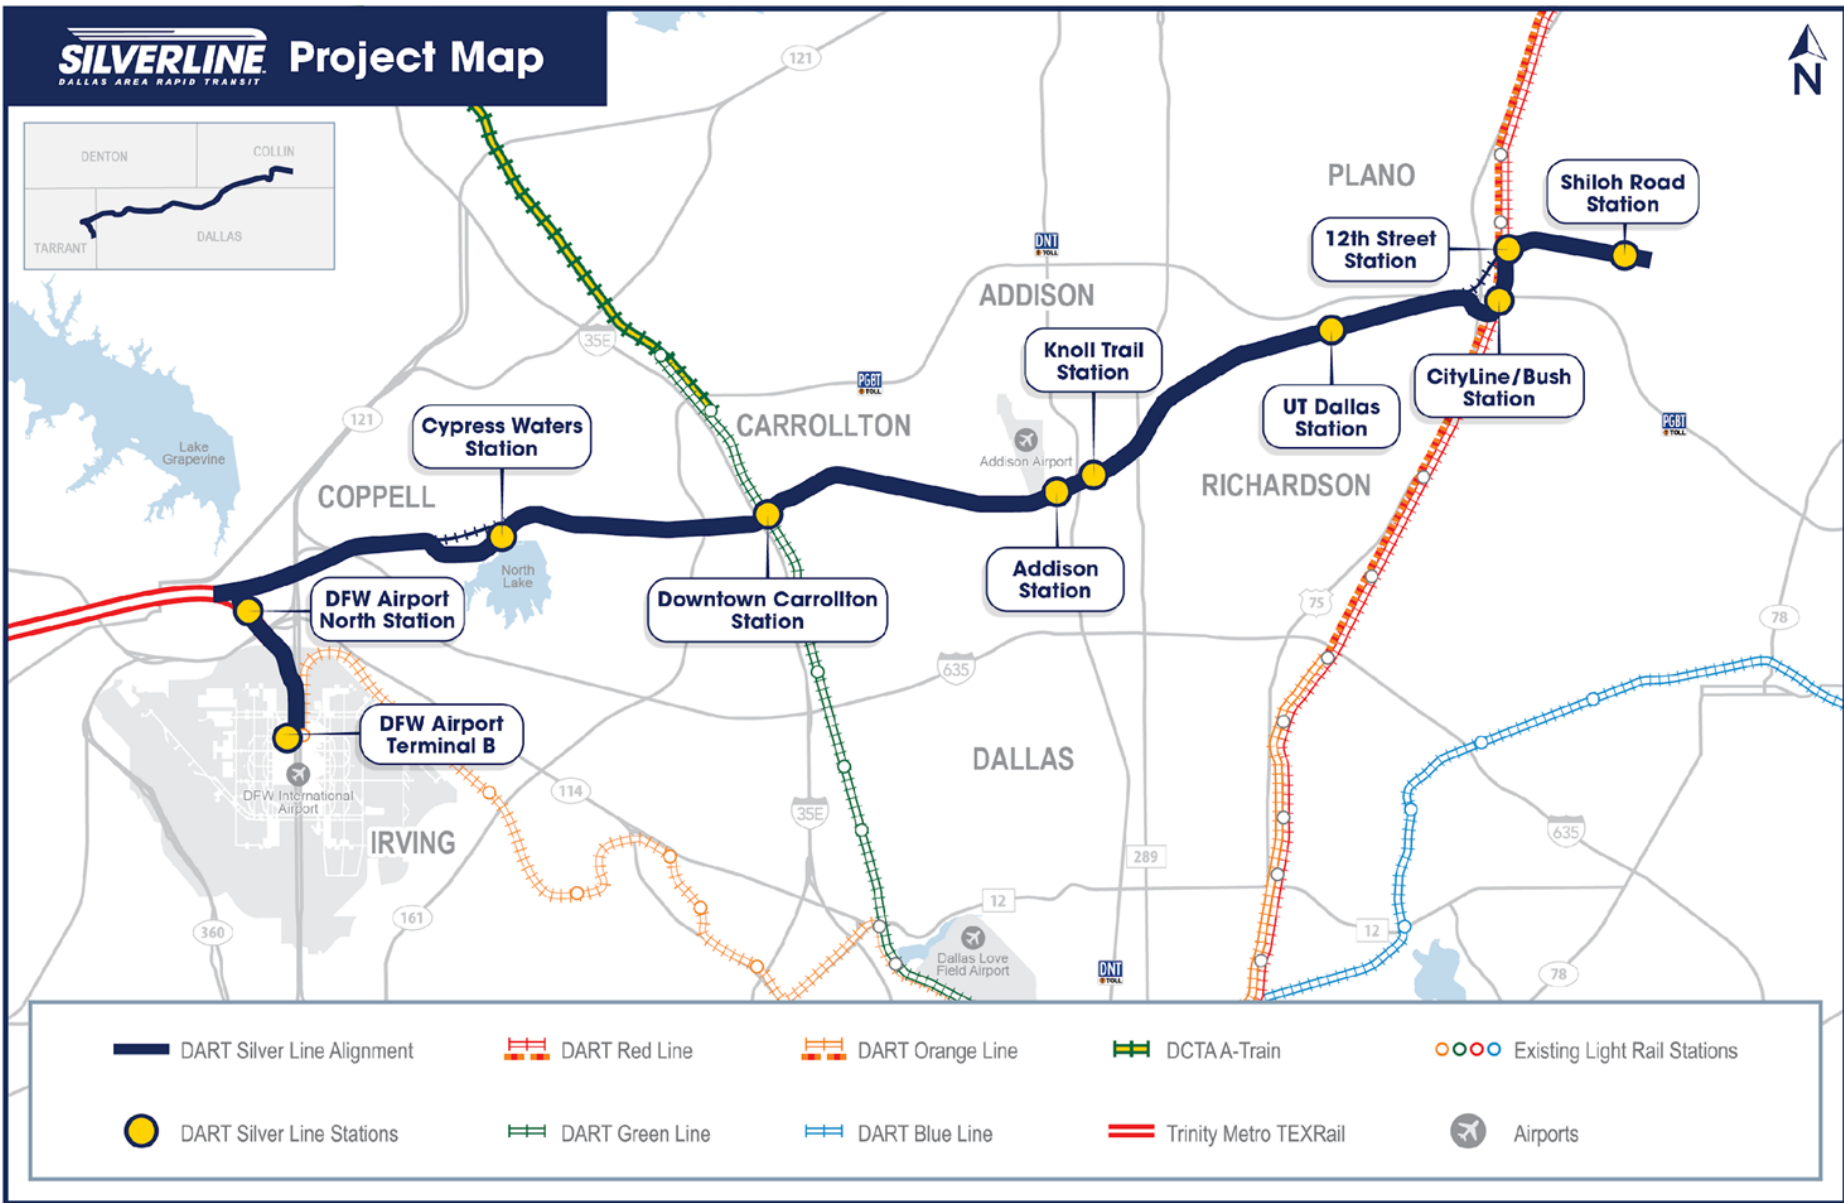 SILVERLINE
DALLAS AREA RAPID TRANSIT
Project Map
N
DENTON
COLLIN
TARRANT
DALLAS
121
PLANO
Shiloh Road
Station
12th Street
Station
DNT
TOLL
ADDISON
35E
Knoll Trail
Station
PGBT
TOLL
CityLine/Bush
Station
UT Dallas
Station
PGBT
TOLL
121
Cypress Waters
Station
CARROLLTON
Lake
Grapevine
Addison Airport
COPPELL
RICHARDSON
North
Lake
Addison
Station
DFW Airport
North Station
Downtown Carrollton
Station
75
78
635
DFW Airport
Terminal B
DALLAS
DFW International
Airport
114
35E
IRVING
635
289
161
360
12
12
Dallas Love
Field Airport
DNT
TOLL
78
DART Silver Line Alignment
DART Red Line
DART Orange Line
DCTA A-Train
Existing Light Rail Stations
DART Silver Line Stations
DART Green Line
DART Blue Line
Trinity Metro TEXRail
Airports